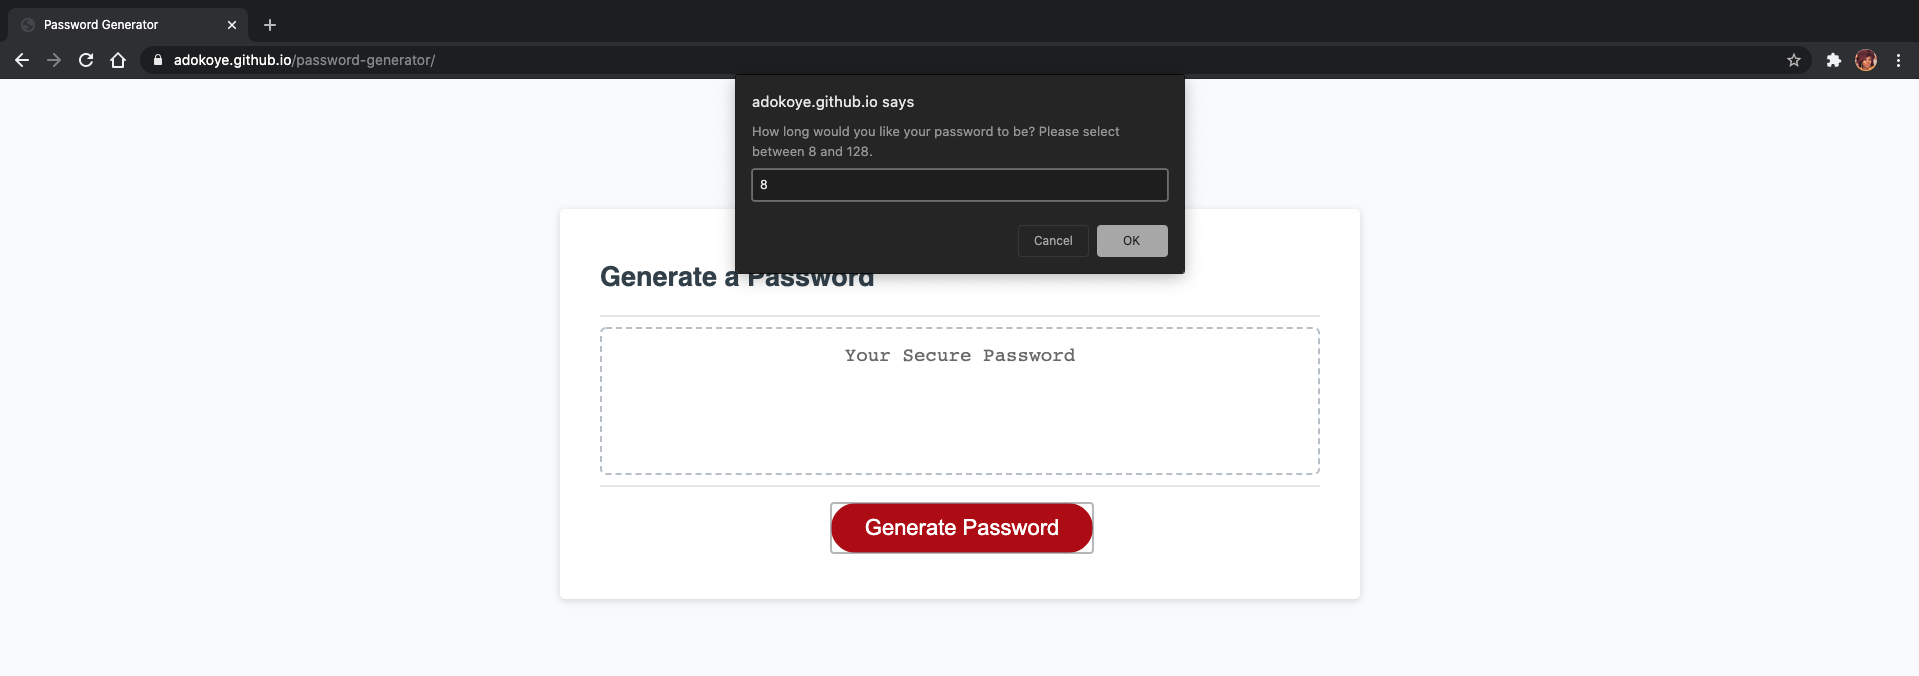 Password Generator
adokoye.github.io/password-generator/
adokoye.github.io says
How long would you like your password to be? Please select
between 8 and 128.
8
Cancel
OK
Generate a Password
Your Secure Password
Generate Password